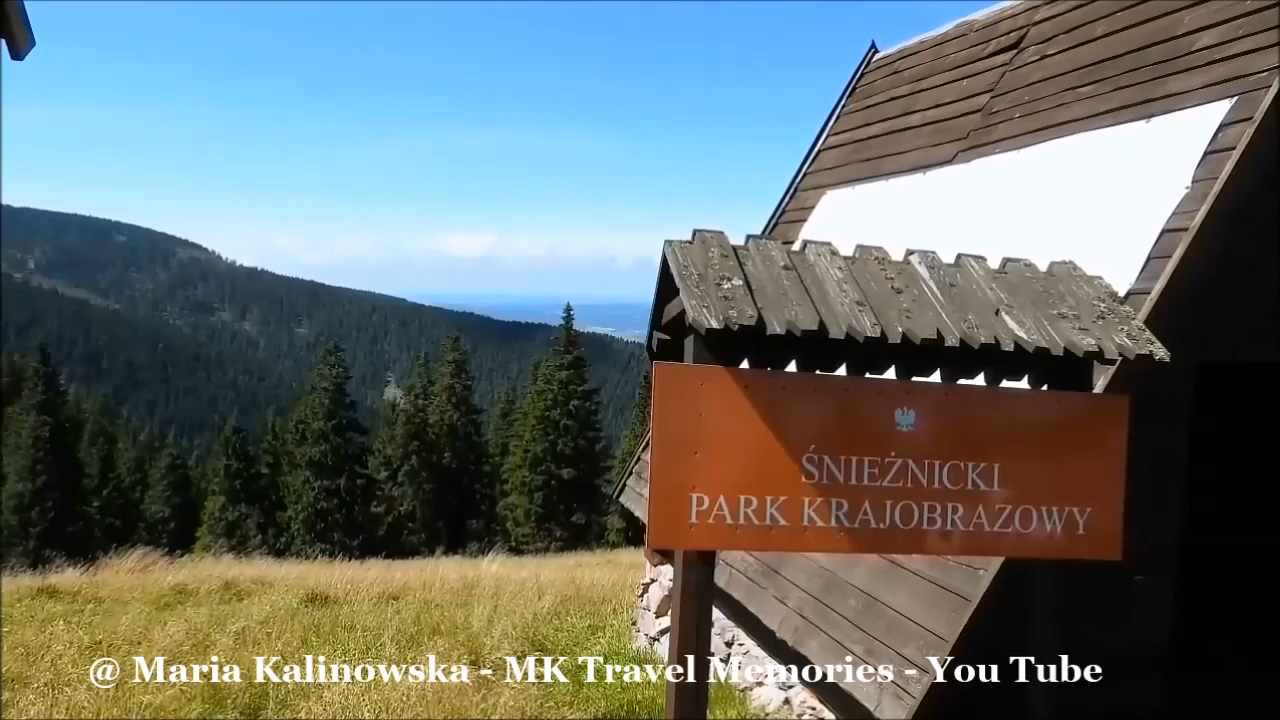 ŚNIEŻNICKI
PARK KRAJOBRAZOWY
@ Maria Kalinowska - MK Travel Memories - You Tube